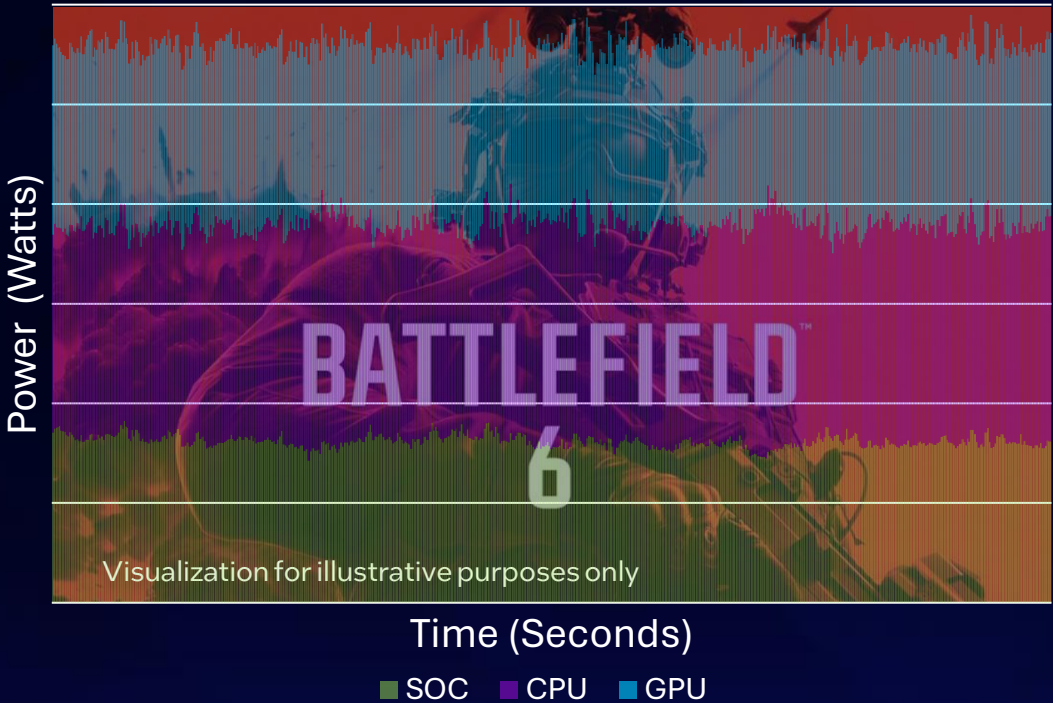 Power (Watts)
BATTLEFIELD™
6
Visualization for illustrative purposes only
Time (Seconds)
SOC CPU GPU